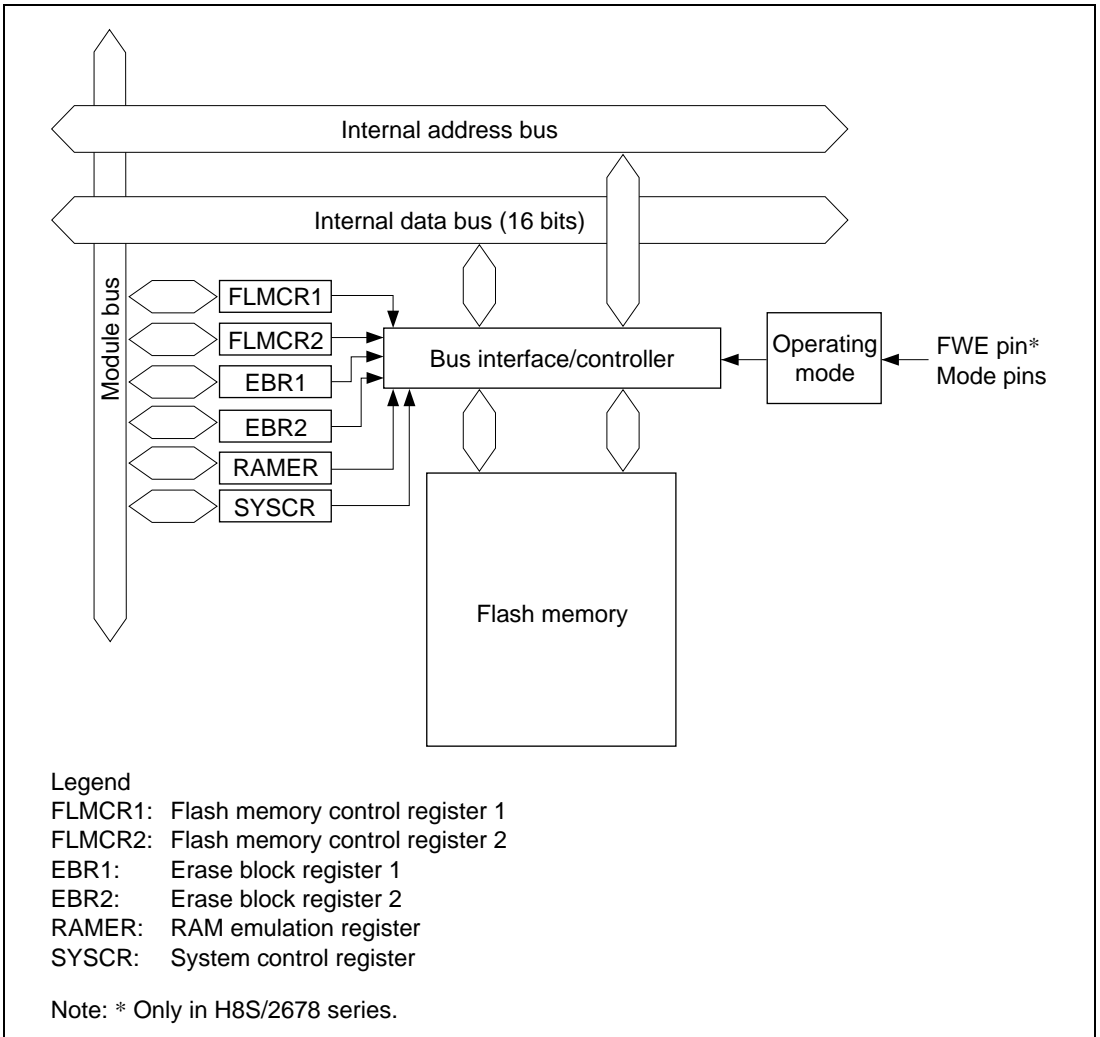 Internal address bus
Internal data bus (16 bits)
Module bus
FLMCR1
FLMCR2
EBR1
EBR2
RAMER
SYSCR
Bus interface/controller
Operating
mode
FWE pin*
Mode pins
Flash memory
Legend
FLMCR1: Flash memory control register 1
FLMCR2: Flash memory control register 2
EBR1: Erase block register 1
EBR2: Erase block register 2
RAMER: RAM emulation register
SYSCR: System control register
Note: * Only in H8S/2678 series.